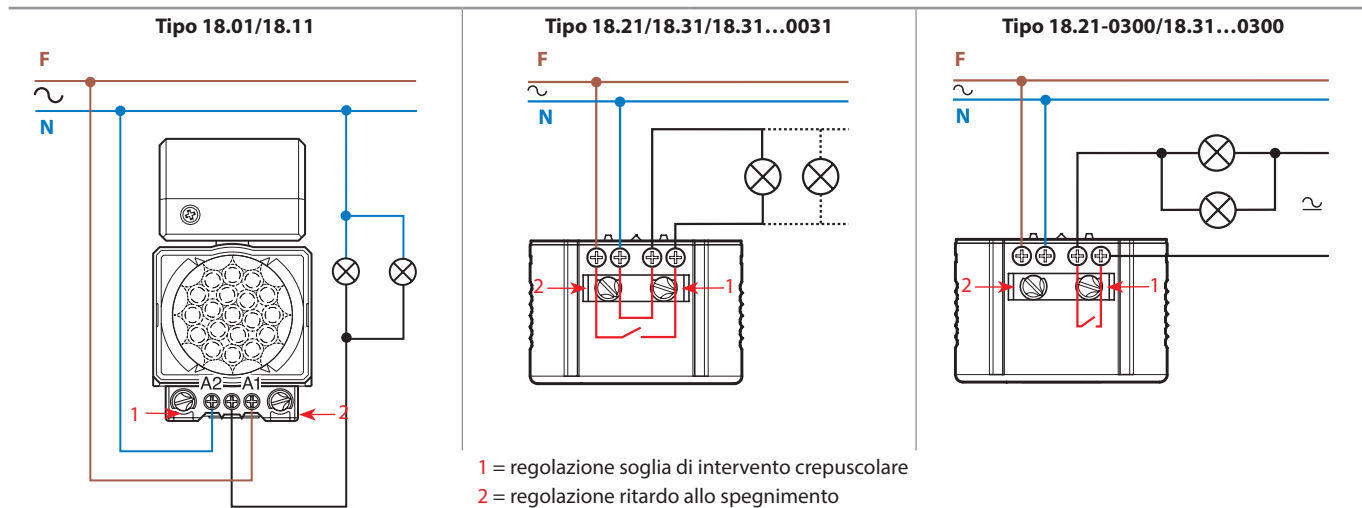 Tipo 18.01/18.11
F
N
A2 A1
1
2
Tipo 18.21/18.31/18.31...0031
F
N
2
1
Tipo 18.21-0300/18.31...0300
F
N
2
1
1 = regolazione soglia di intervento crepuscolare
2 = regolazione ritardo allo spegnimento